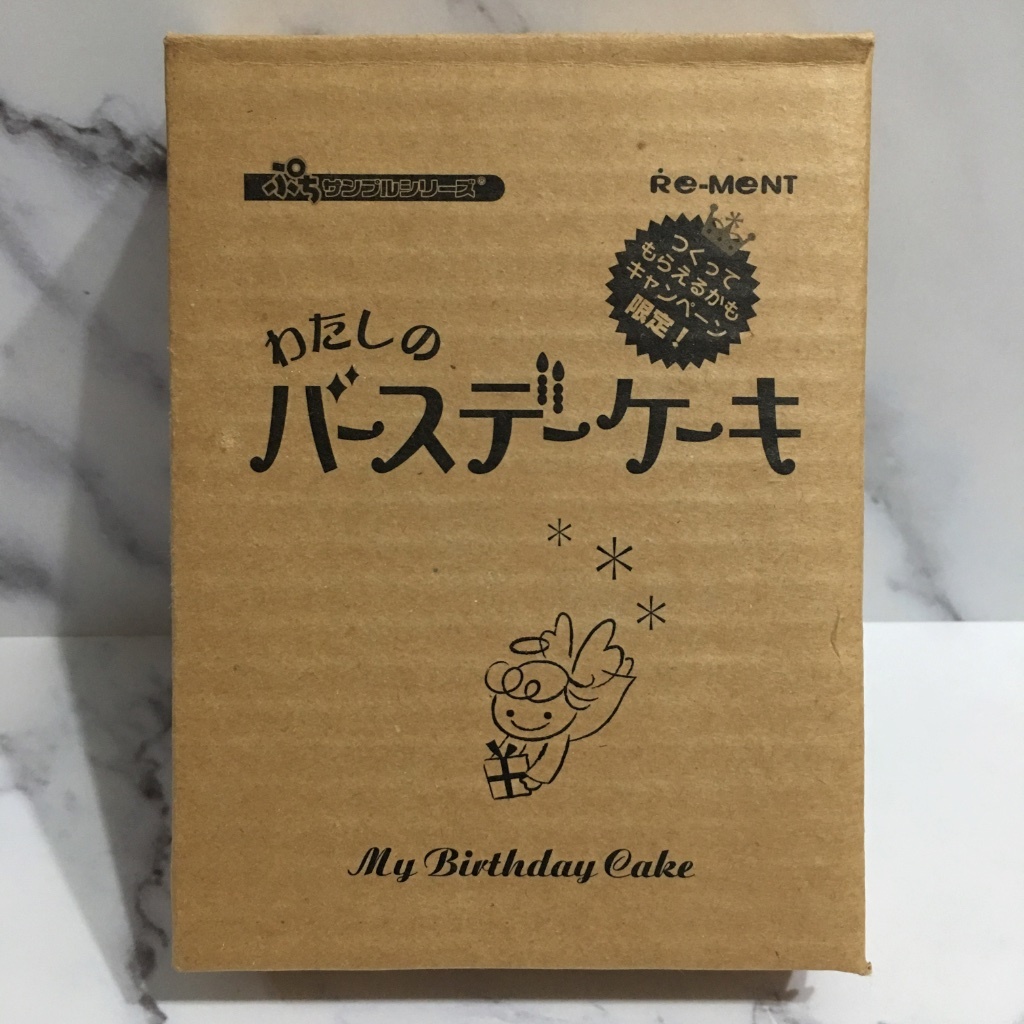 ぷちサンプルシリーズ®
Re-MeNT
つくって
もらえるかも
キャンペーン
限定！
わたしの
バースデーケーキ
My Birthday Cake